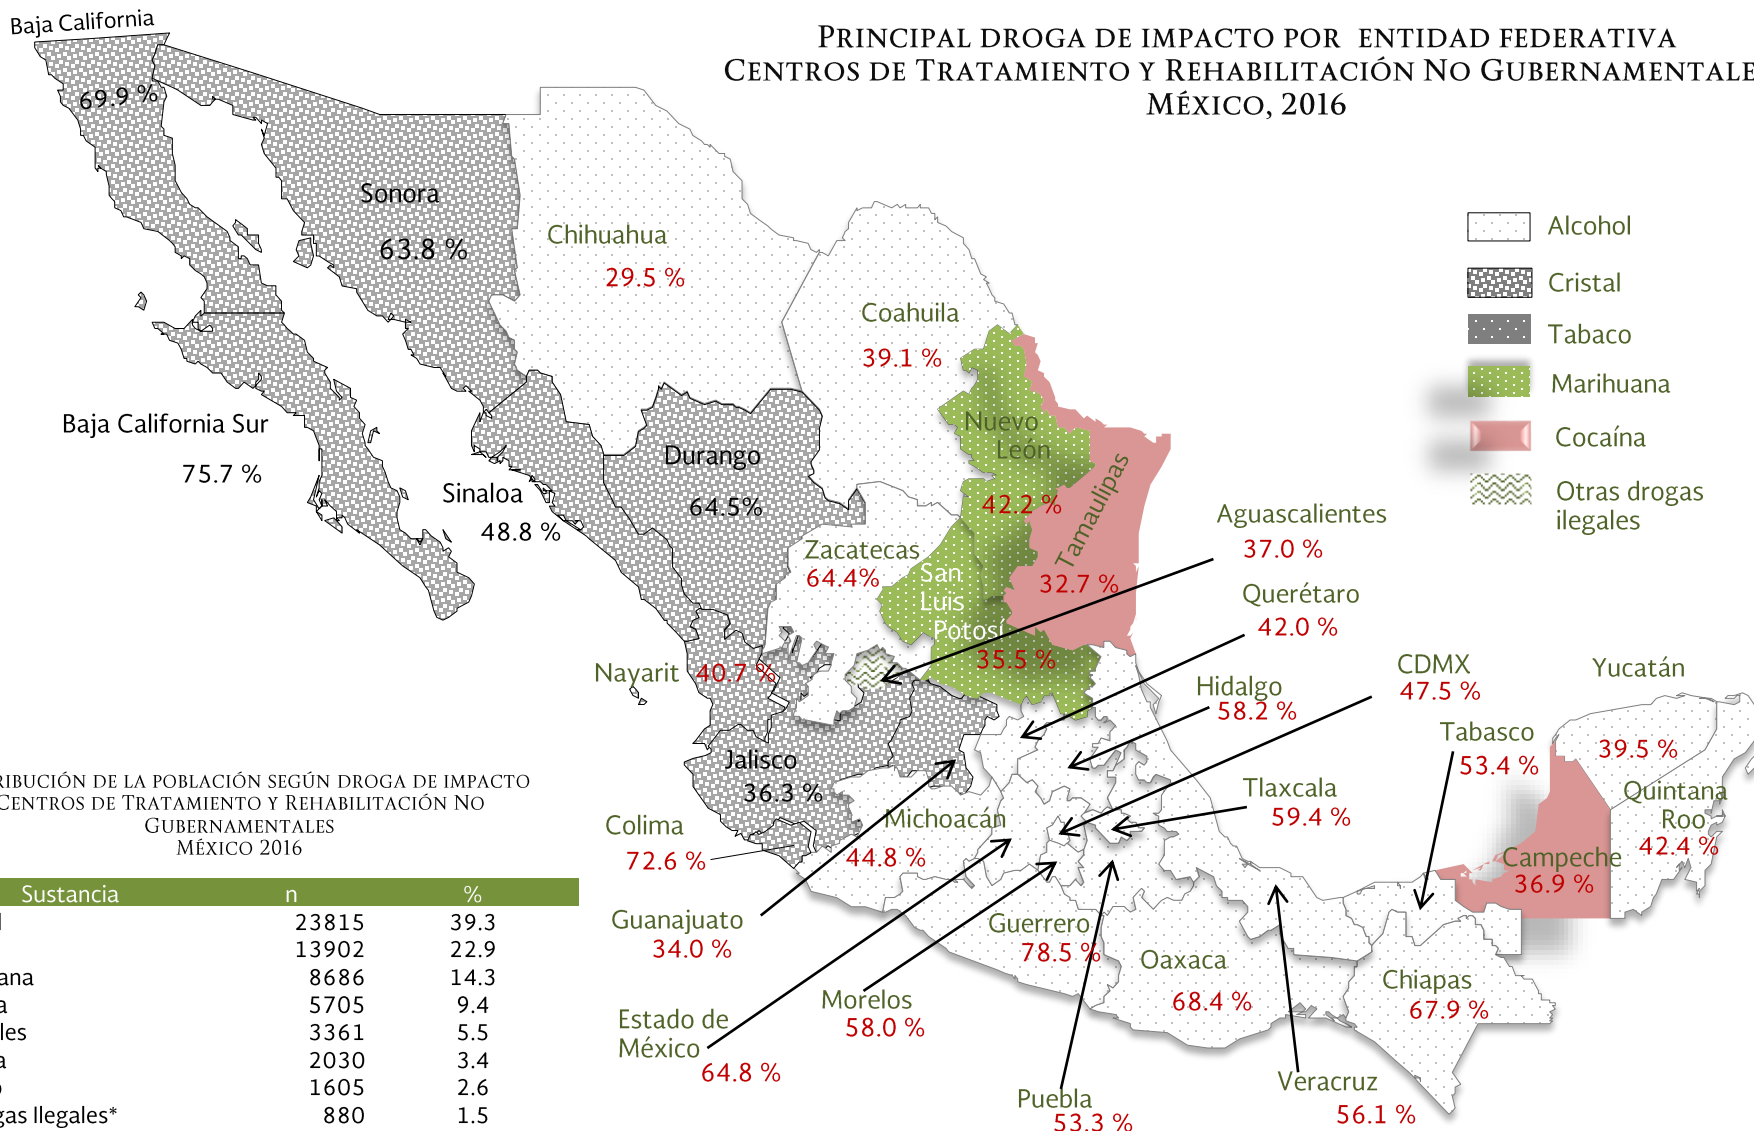 Baja California
PRINCIPAL DROGA DE IMPACTO POR ENTIDAD FEDERATIVA
CENTROS DE TRATAMIENTO Y REHABILITACIÓN NO GUBERNAMENTALE
MÉXICO, 2016
69.9 %
Sonora
63.8 %
Chihuahua
29.5 %
Coahuila
39.1 %
Alcohol
Cristal
Tabaco
Marihuana
Cocaína
Otras drogas
ilegales
Baja California Sur
75.7 %
Sinaloa
48.8 %
Durango
64.5%
Nuevo
León
42.2 %
Tamaulipas
32.7 %
Zacatecas
64.4%
San
Luis
Potosí
35.5 %
Aguascalientes
37.0 %
Querétaro
42.0 %
Hidalgo
58.2 %
CDMX
47.5 %
Yucatán
39.5 %
Tabasco
53.4 %
Quintana
Roo
42.4 %
Campeche
36.9 %
Tlaxcala
59.4 %
Nayarit
40.7 %
Jalisco
36.3 %
Colima
72.6 %
Michoacán
44.8 %
Guanajuato
34.0 %
Guerrero
78.5 %
Oaxaca
68.4 %
Chiapas
67.9 %
Morelos
58.0 %
Estado de
México
64.8 %
Puebla
53.3 %
Veracruz
56.1 %
RIBUCIÓN DE LA POBLACIÓN SEGÚN DROGA DE IMPACTO
CENTROS DE TRATAMIENTO Y REHABILITACIÓN NO
GUBERNAMENTALES
MÉXICO 2016
Sustancia n %
l 23815 39.3
13902 22.9
ana 8686 14.3
a 5705 9.4
les 3361 5.5
a 2030 3.4
o 1605 2.6
gas Ilegales* 880 1.5